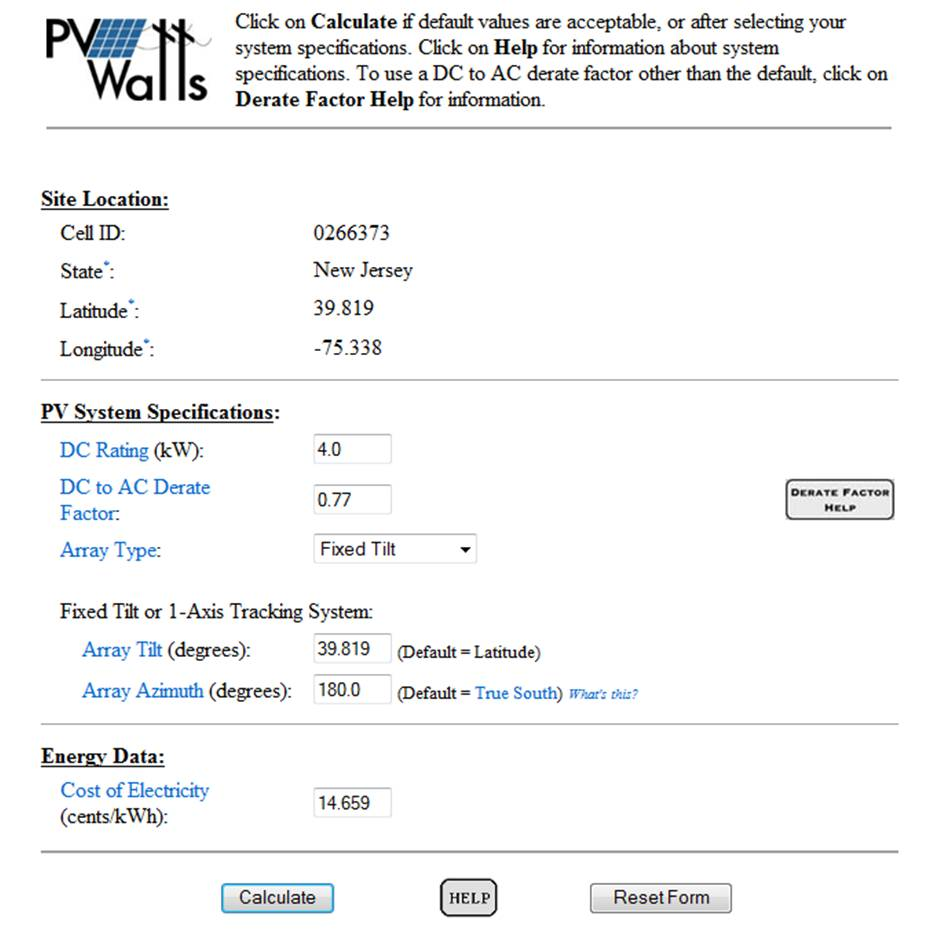 PVWatts
Click on Calculate if default values are acceptable, or after selecting your
system specifications. Click on Help for information about system
specifications. To use a DC to AC derate factor other than the default, click on
Derate Factor Help for information.
Site Location:
Cell ID: 0266373
State*: New Jersey
Latitude*: 39.819
Longitude*: -75.338
PV System Specifications:
DC Rating (kW): 4.0
DC to AC Derate
Factor: 0.77
DERATE FACTOR
HELP
Array Type: Fixed Tilt
Fixed Tilt or 1-Axis Tracking System:
Array Tilt (degrees): 39.819 (Default = Latitude)
Array Azimuth (degrees): 180.0 (Default = True South) What's this?
Energy Data:
Cost of Electricity
(cents/kWh): 14.659
Calculate HELP Reset Form